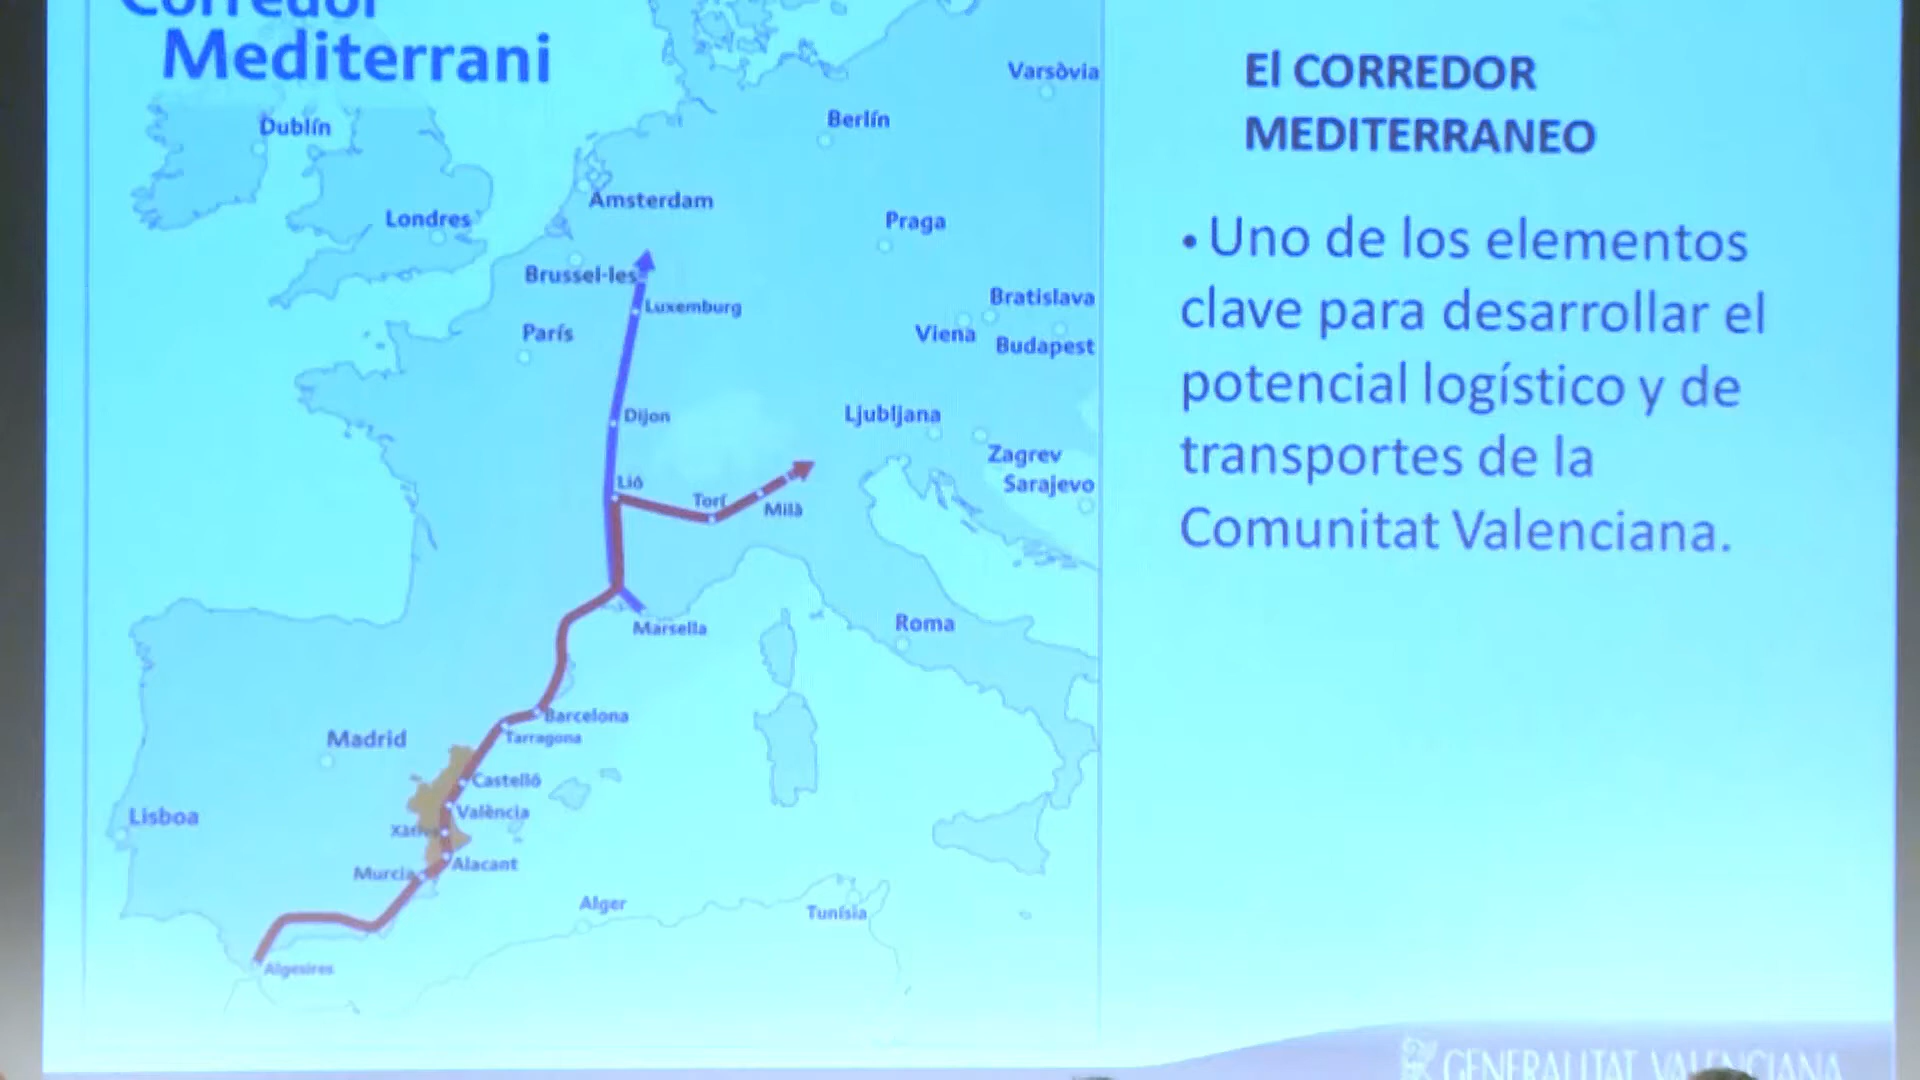 Corredor
Mediterrani
Varsòvia
Berlín
Dublín
Amsterdam
Londres
Praga
Brussel·les
Luxemburg
Bratislava
París
Viena
Budapest
Dijon
Ljubljana
Zagrev
Lió
Torí
Milà
Sarajevo
Marsella
Roma
Barcelona
Tarragona
Madrid
Castelló
València
Lisboa
Alacant
Murcia
Alger
Tunísia
Algesires
El CORREDOR
MEDITERRANEO
• Uno de los elementos
clave para desarrollar el
potencial logístico y de
transportes de la
Comunitat Valenciana.
GENERALITAT VALENCIANA